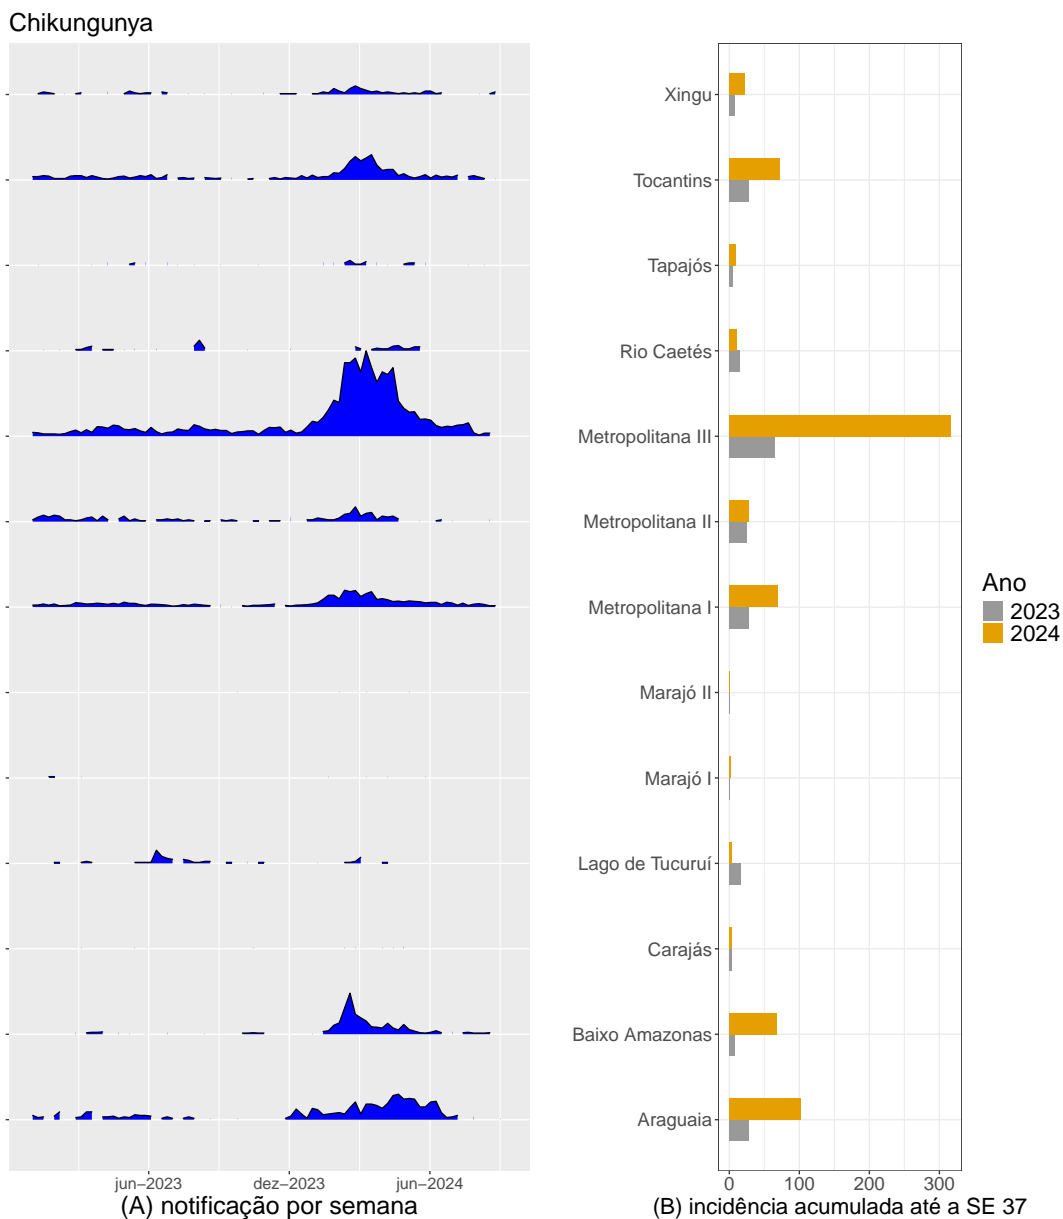 Chikungunya
Xingu
Tocantins
Tapajós
Rio Caetés
Metropolitana III
Metropolitana II
Metropolitana I
Marajó II
Marajó I
Lago de Tucuruí
Carajás
Baixo Amazonas
Araguaia
Ano
2023
2024
jun−2023 dez−2023 jun−2024
0 100 200 300
(A) notificação por semana
(B) incidência acumulada até a SE 37